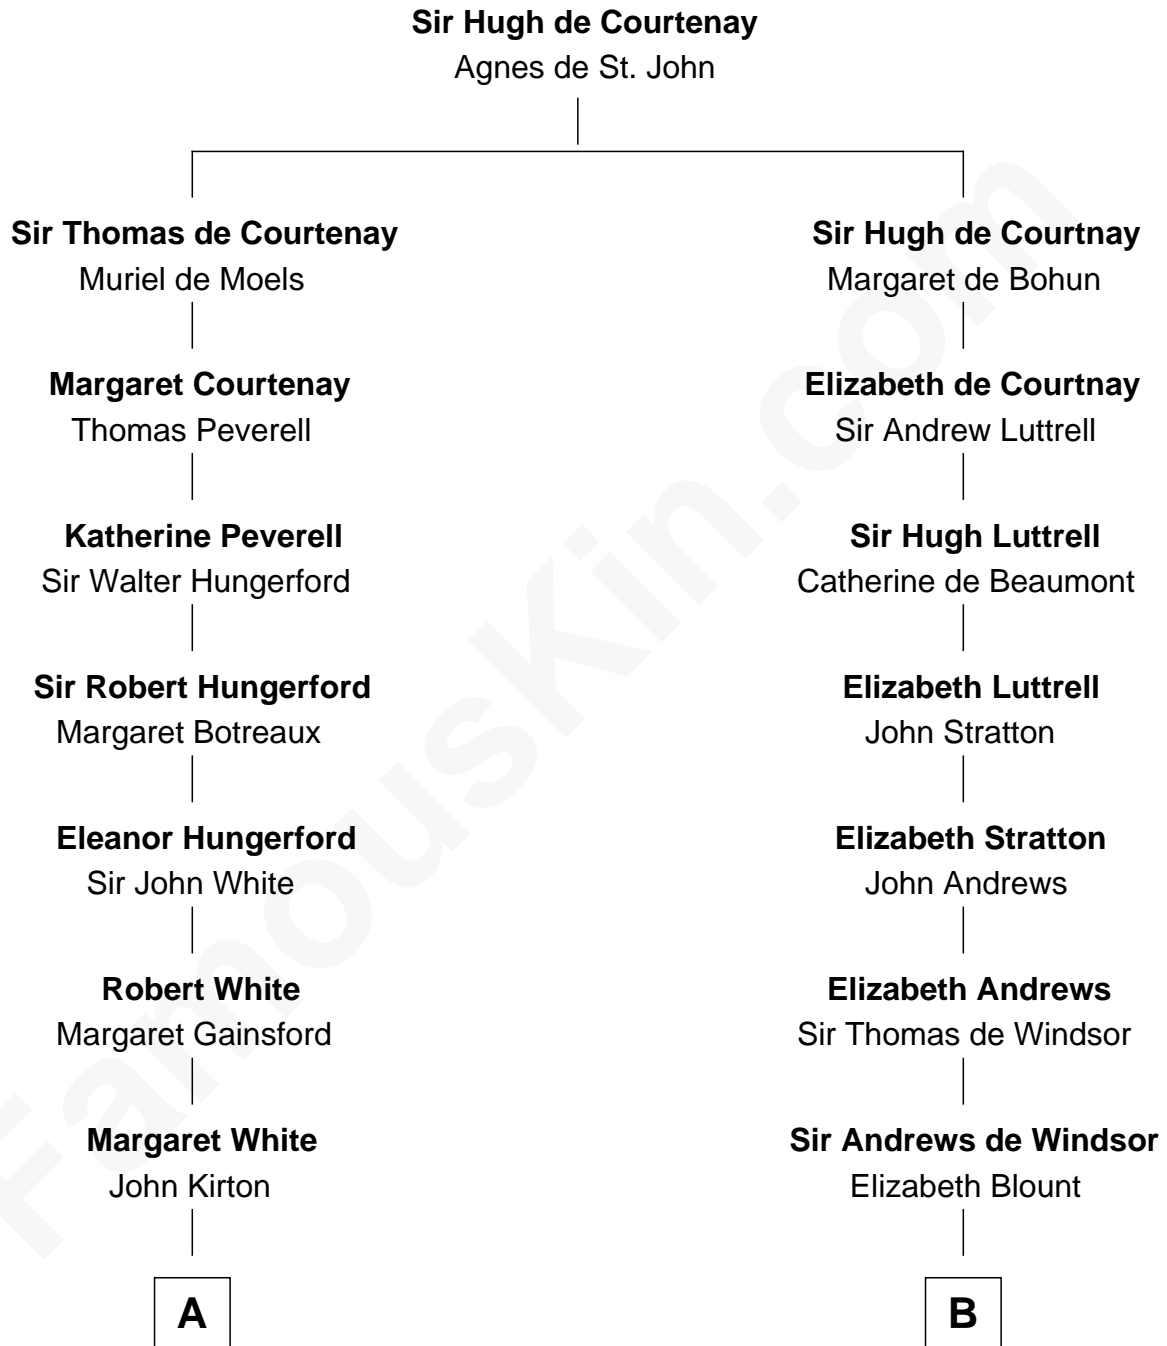 Sir Hugh de Courtenay
Agnes de St. John
Sir Thomas de Courtenay
Muriel de Moels
Sir Hugh de Courtnay
Margaret de Bohun
Margaret Courtenay
Thomas Peverell
Elizabeth de Courtnay
Sir Andrew Luttrell
Katherine Peverell
Sir Walter Hungerford
Sir Hugh Luttrell
Catherine de Beaumont
Sir Robert Hungerford
Margaret Botreaux
Elizabeth Luttrell
John Stratton
Eleanor Hungerford
Sir John White
Elizabeth Stratton
John Andrews
Robert White
Margaret Gainsford
Elizabeth Andrews
Sir Thomas de Windsor
Margaret White
John Kirton
Sir Andrews de Windsor
Elizabeth Blount
A
B
FamousKin.com